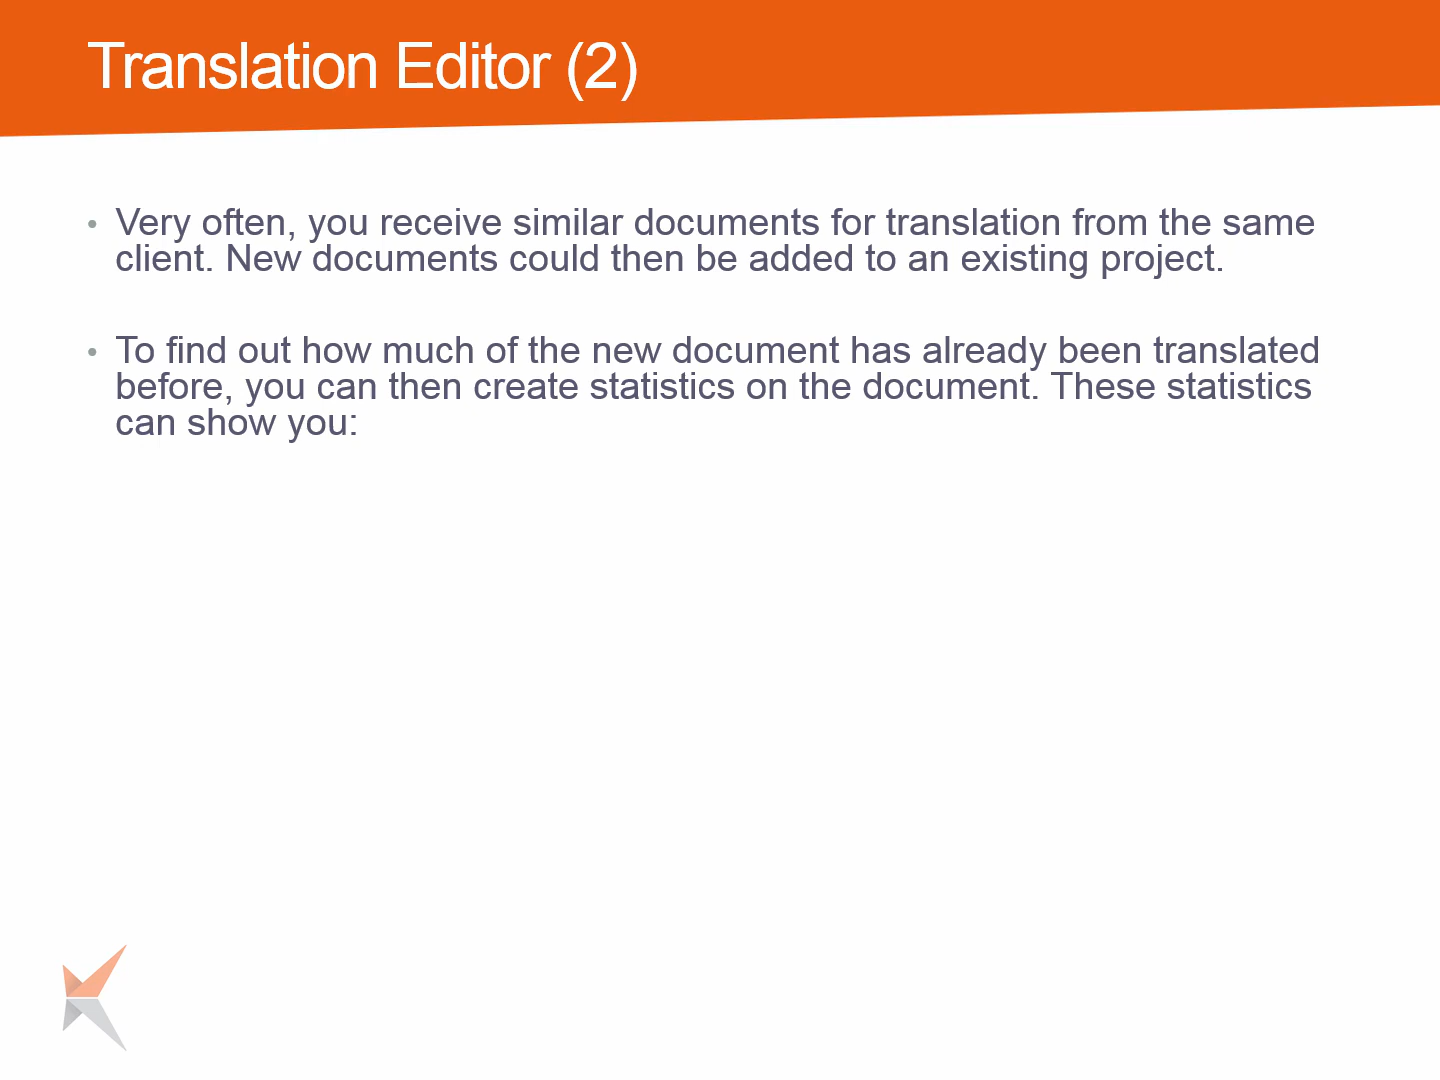 Translation Editor (2)
• Very often, you receive similar documents for translation from the same
client. New documents could then be added to an existing project.
• To find out how much of the new document has already been translated
before, you can then create statistics on the document. These statistics
can show you: